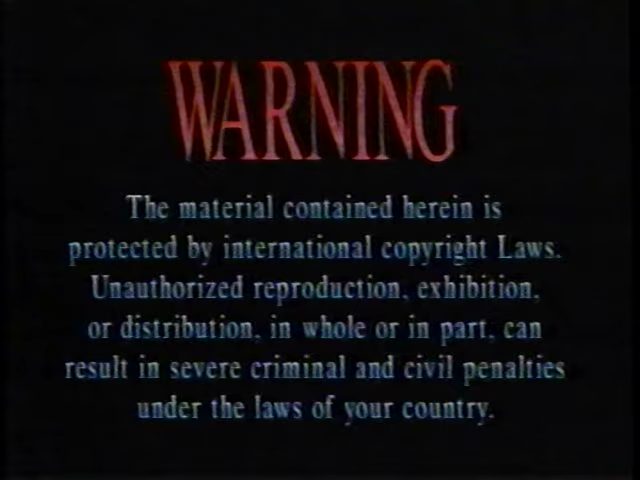 WARNING
The material contained herein is
protected by international copyright Laws.
Unauthorized reproduction, exhibition,
or distribution, in whole or in part, can
result in severe criminal and civil penalties
under the laws of your country.